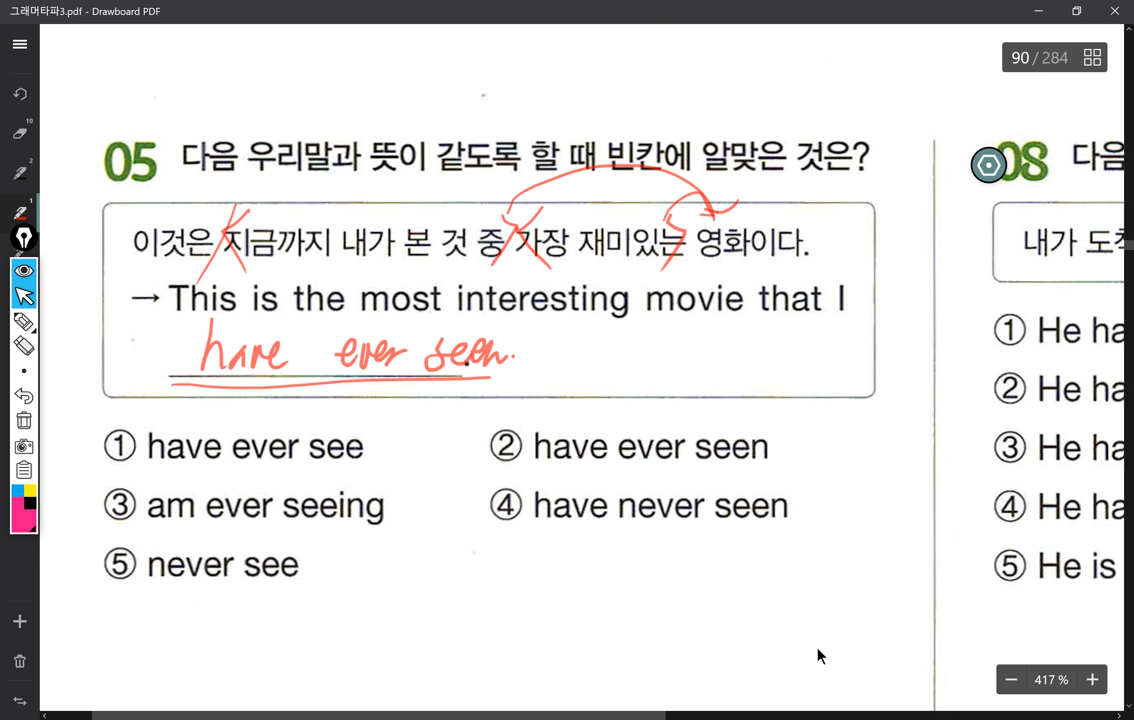 그래머타파3.pdf - Drawboard PDF
90 / 284
10
2
1
05 다음 우리말과 뜻이 같도록 할 때 빈칸에 알맞은 것은?
이것은 지금까지 내가 본 것 중 가장 재미있는 영화이다.
→ This is the most interesting movie that I
have ever seen.
① have ever see
② have ever seen
③ am ever seeing
④ have never seen
⑤ never see
08 다음
내가 도착
① He ha
② He ha
③ He ha
④ He ha
⑤ He is
417 %